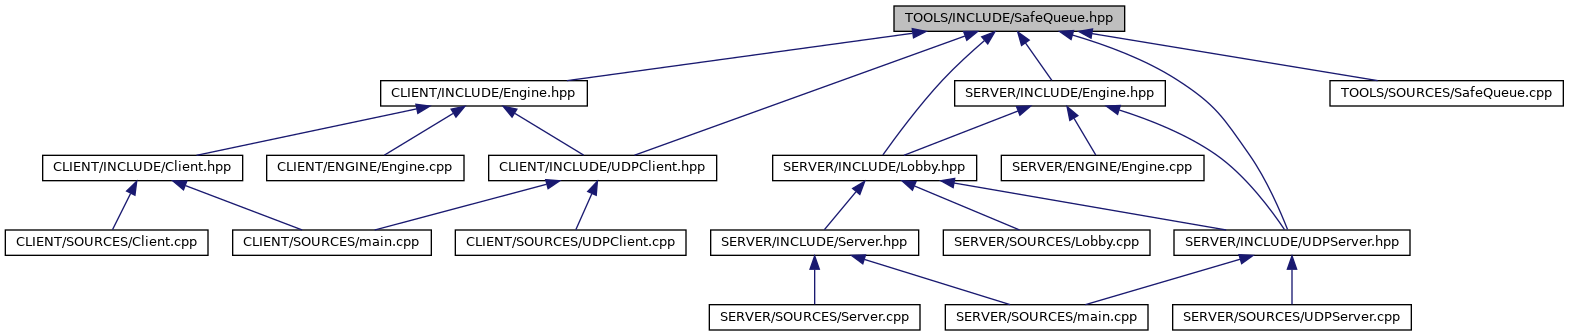 TOOLS/INCLUDE/SafeQueue.hpp
CLIENT/INCLUDE/Engine.hpp
SERVER/INCLUDE/Engine.hpp
TOOLS/SOURCES/SafeQueue.cpp
CLIENT/INCLUDE/Client.hpp
CLIENT/ENGINE/Engine.cpp
CLIENT/INCLUDE/UDPClient.hpp
SERVER/INCLUDE/Lobby.hpp
SERVER/ENGINE/Engine.cpp
CLIENT/SOURCES/Client.cpp
CLIENT/SOURCES/main.cpp
CLIENT/SOURCES/UDPClient.cpp
SERVER/INCLUDE/Server.hpp
SERVER/SOURCES/Lobby.cpp
SERVER/INCLUDE/UDPServer.hpp
SERVER/SOURCES/Server.cpp
SERVER/SOURCES/main.cpp
SERVER/SOURCES/UDPServer.cpp